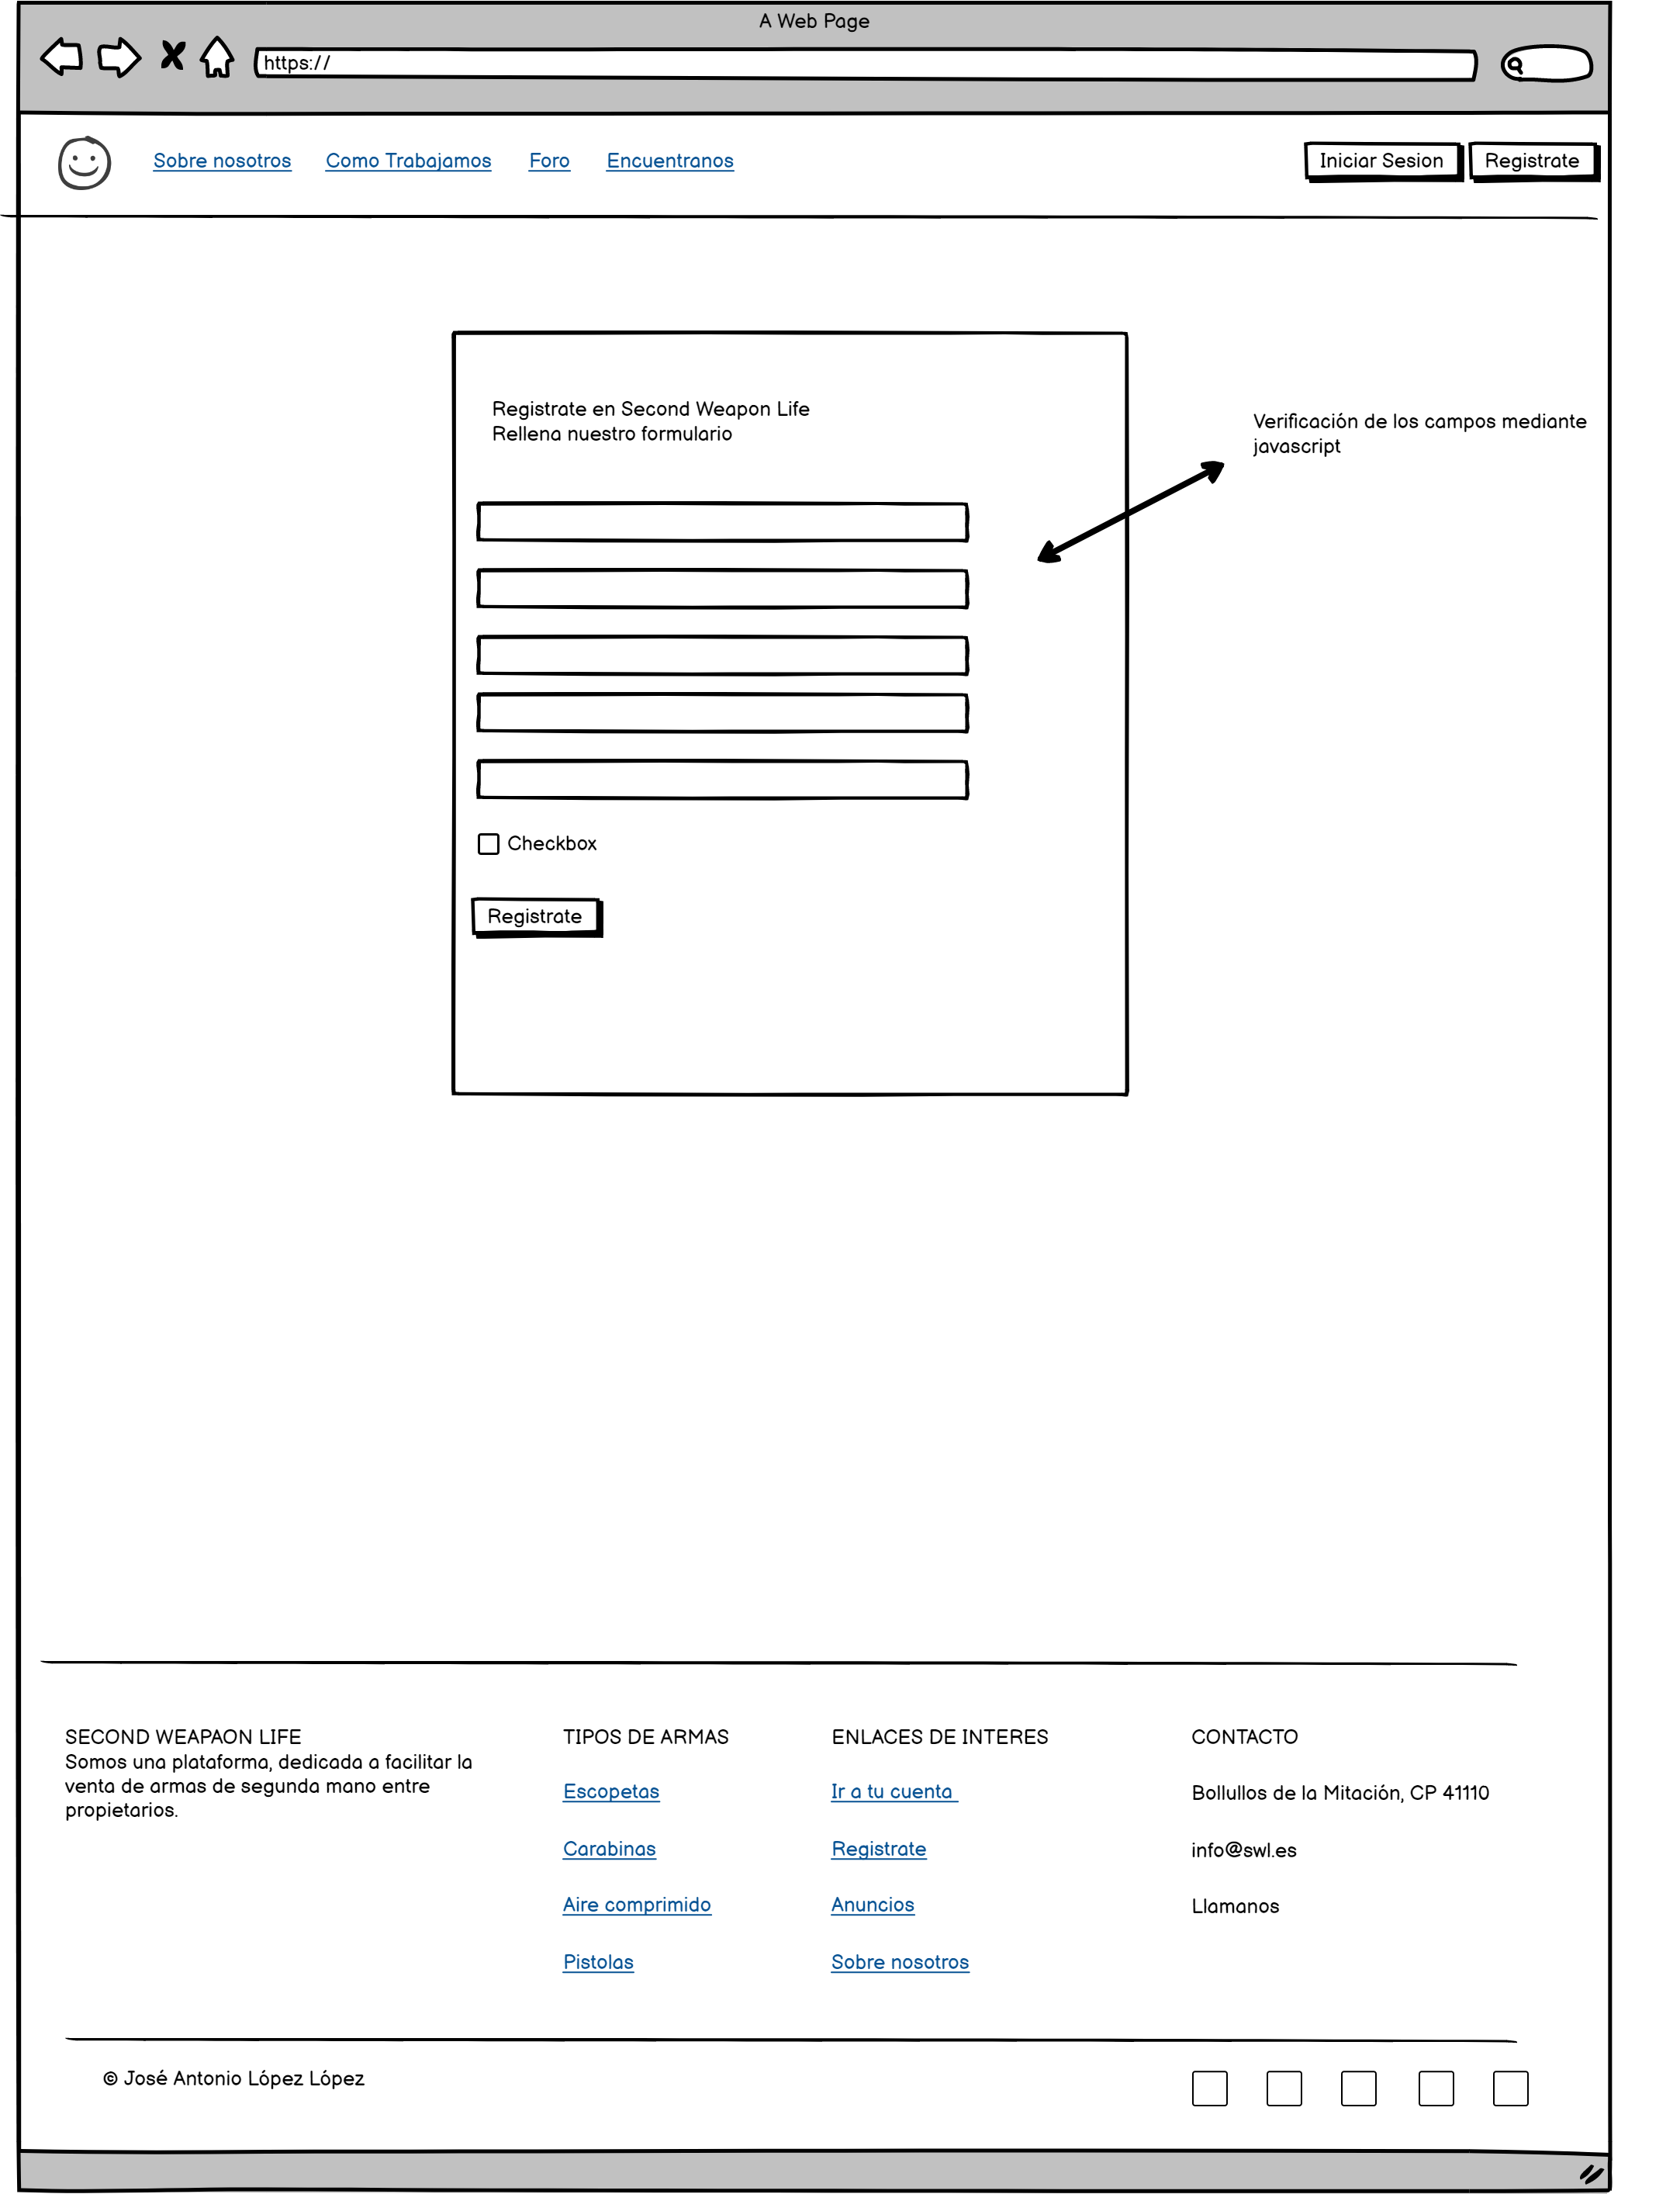 A Web Page
https://
Sobre nosotros Como Trabajamos Foro Encuentranos Iniciar Sesion Registrate
Registrate en Second Weapon Life
Rellena nuestro formulario
Verificación de los campos mediante
javascript
Checkbox
Registrate
SECOND WEAPAON LIFE
Somos una plataforma, dedicada a facilitar la
venta de armas de segunda mano entre
propietarios.
TIPOS DE ARMAS
Escopetas
Carabinas
Aire comprimido
Pistolas
ENLACES DE INTERES
Ir a tu cuenta
Registrate
Anuncios
Sobre nosotros
CONTACTO
Bollullos de la Mitación, CP 41110
info@swl.es
Llamanos
© José Antonio López López